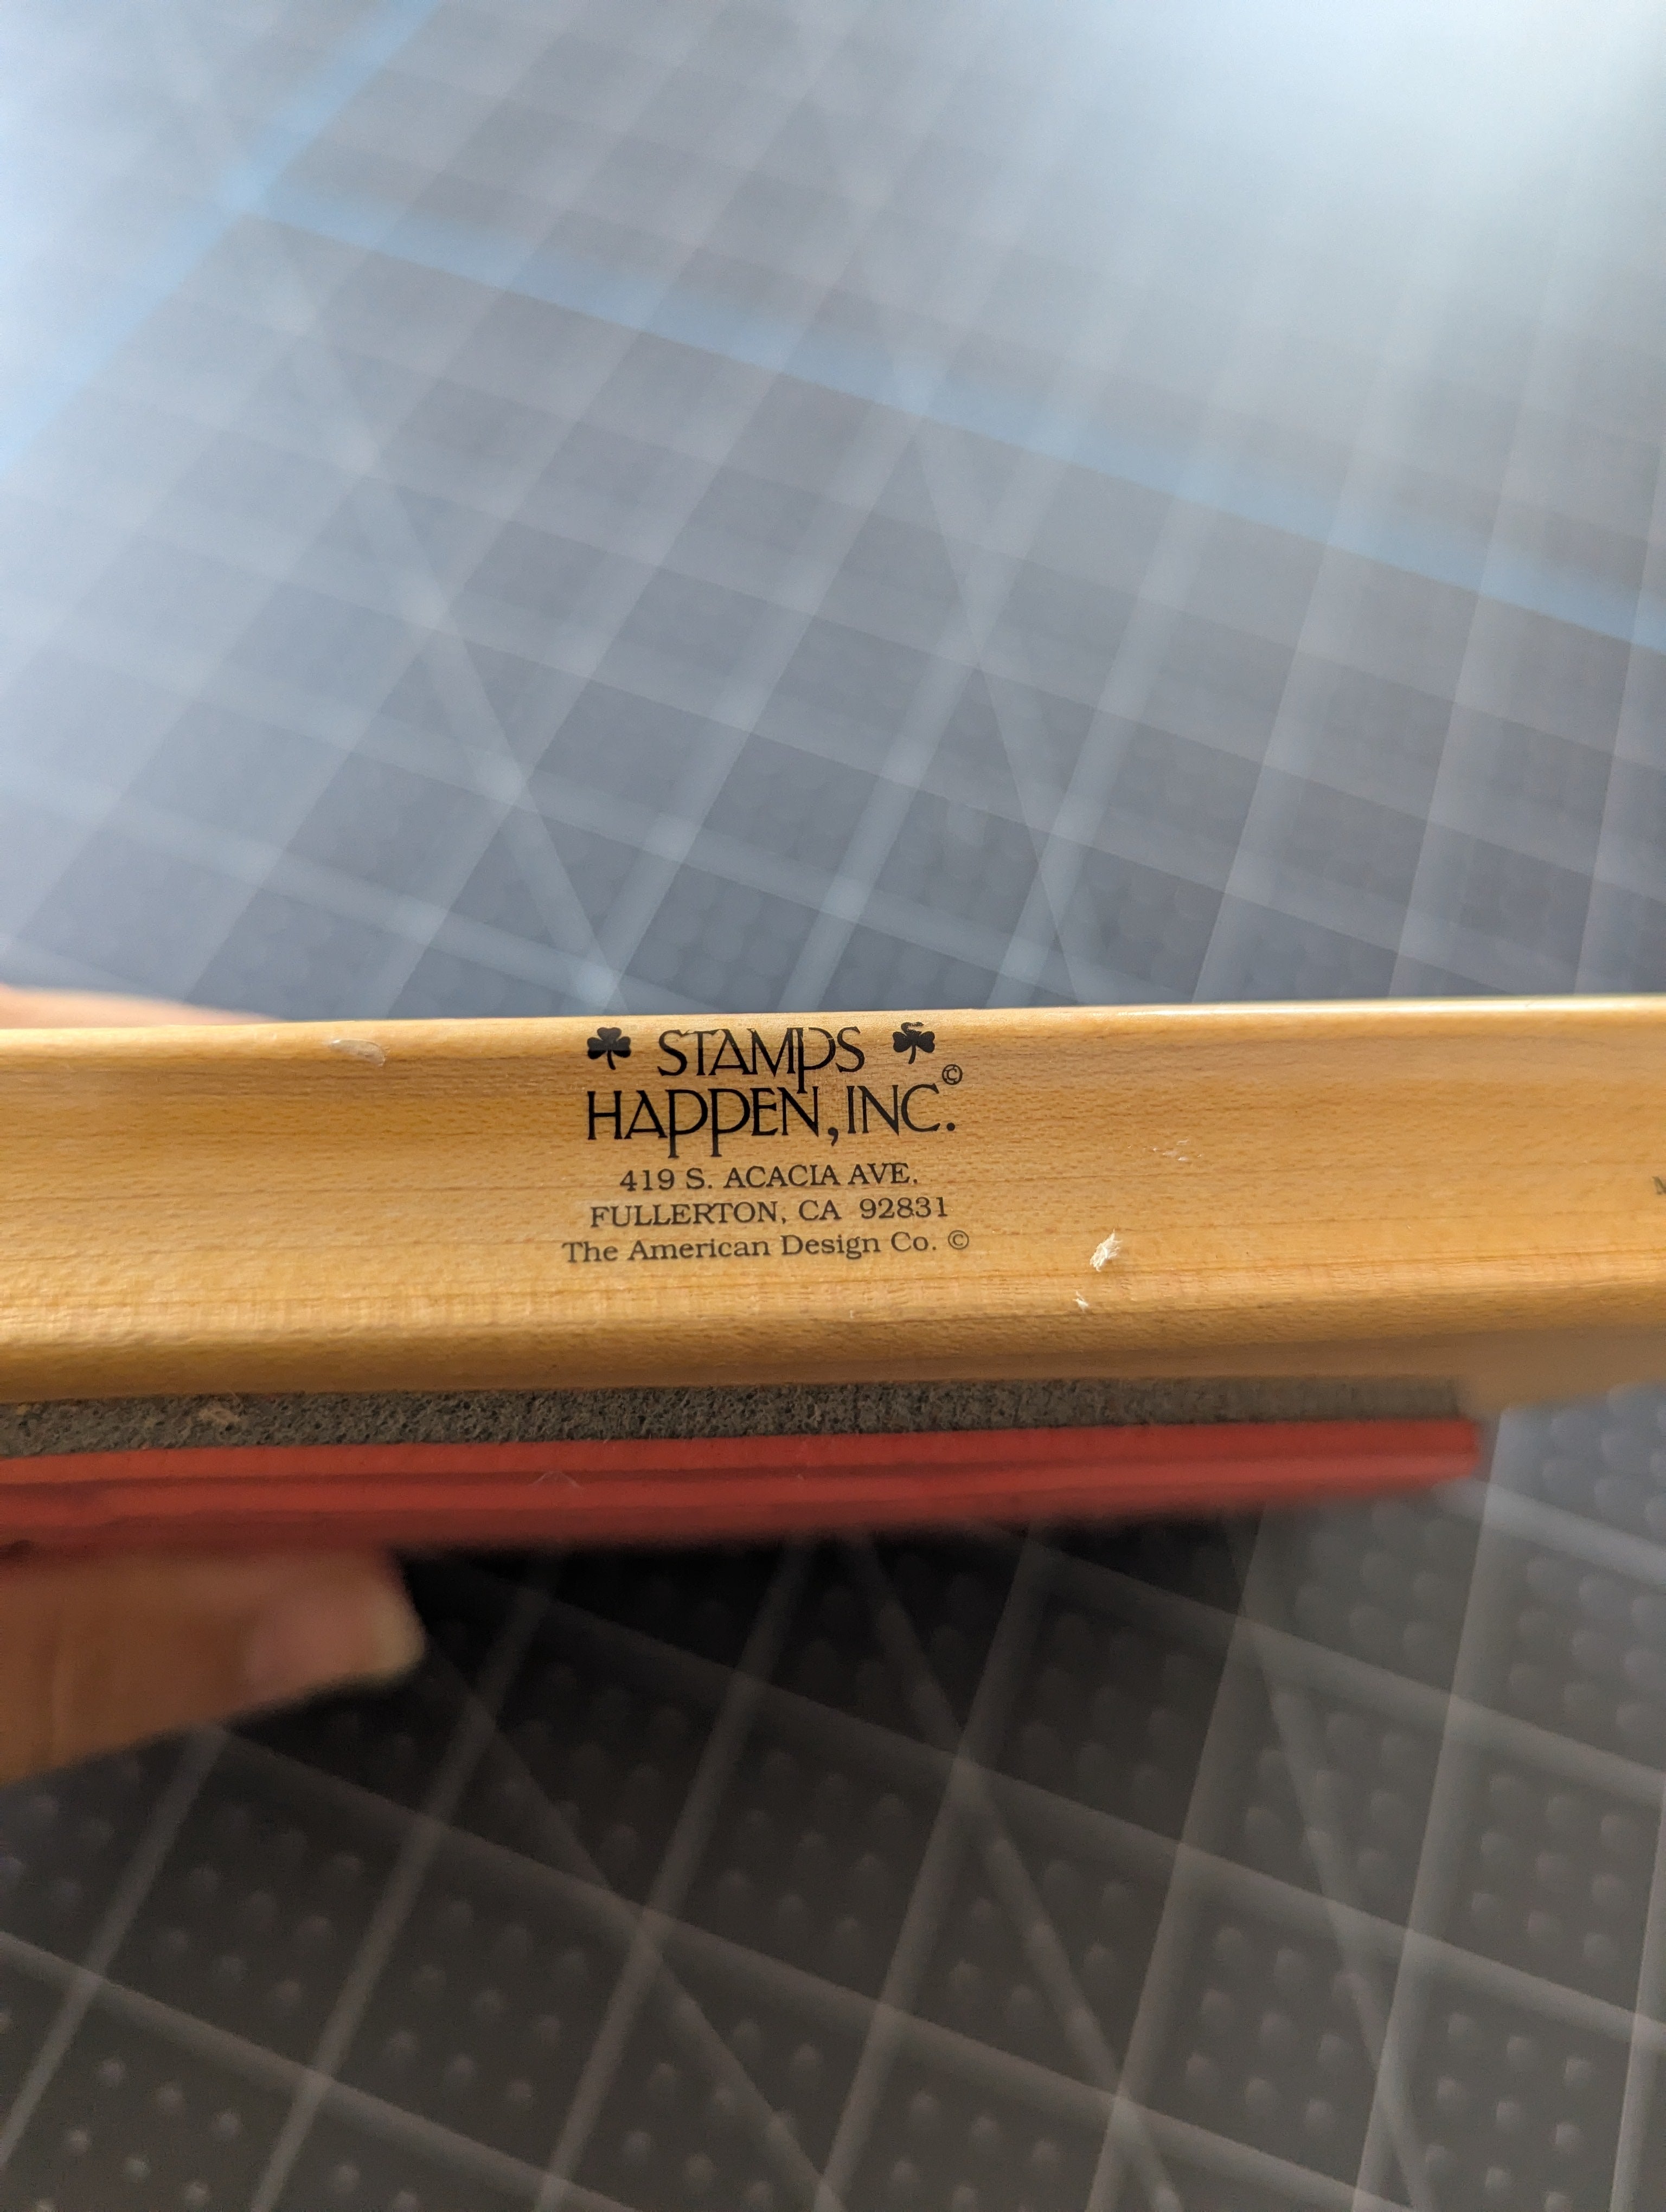 STAMPS
HAPPEN, INC.©
419 S. ACACIA AVE.
FULLERTON, CA 92831
The American Design Co. ©